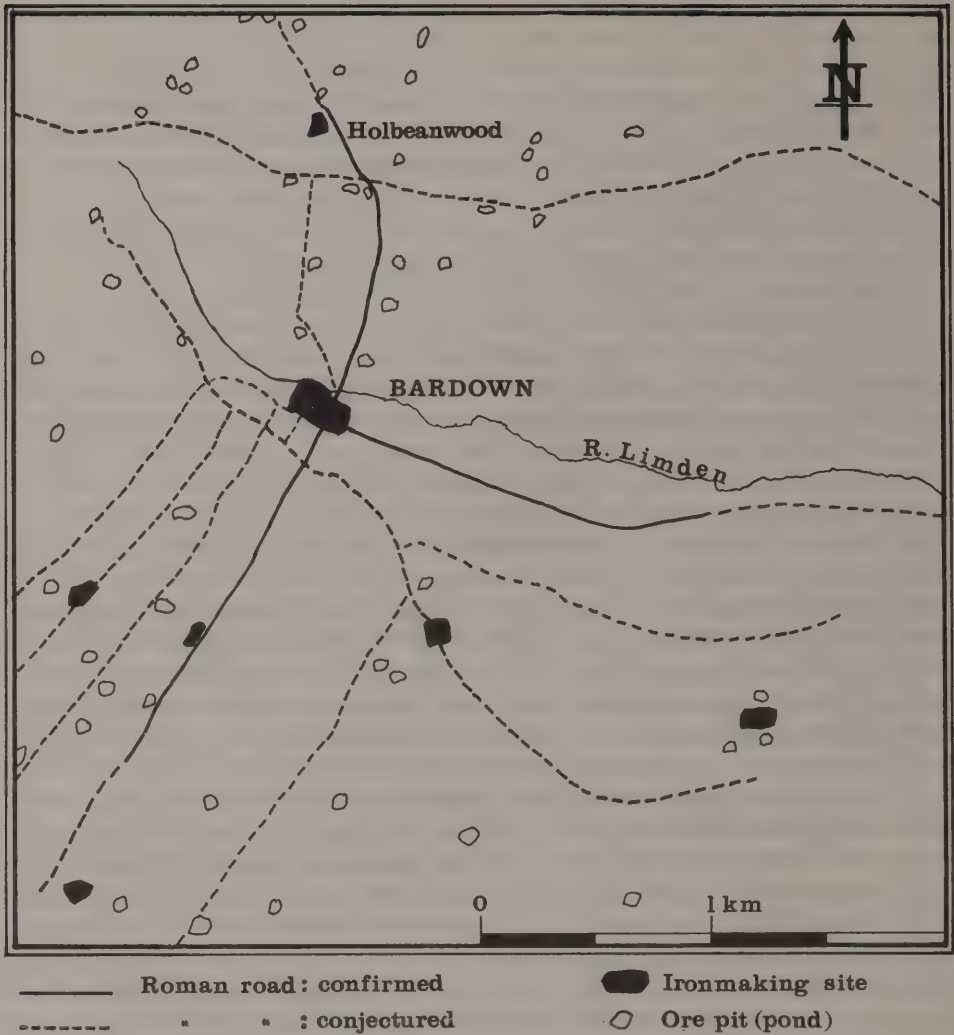 N
Holbeanwood
BARDOWN
R. Limden
0 1 km
Roman road : confirmed
Ironmaking site
" " : conjectured
Ore pit (pond)